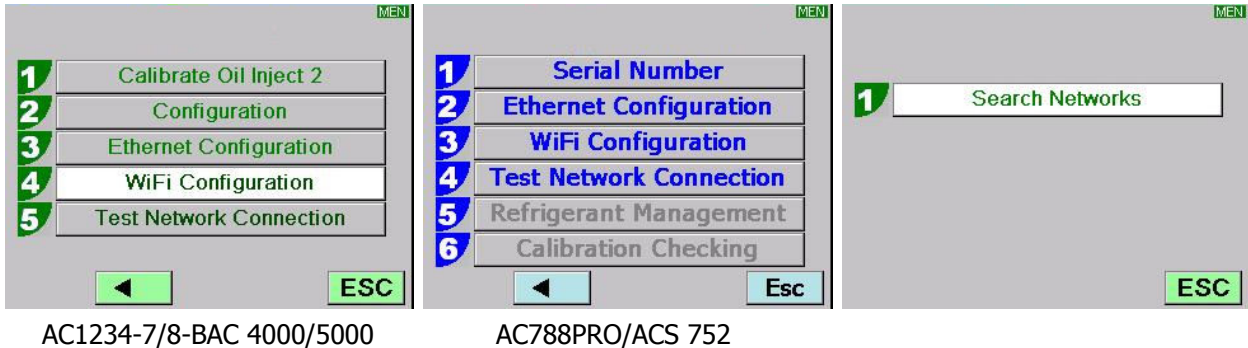 MEN
1 Calibrate Oil Inject 2
2 Configuration
3 Ethernet Configuration
4 WiFi Configuration
5 Test Network Connection
ESC
MEN
1 Serial Number
2 Ethernet Configuration
3 WiFi Configuration
4 Test Network Connection
5 Refrigerant Management
6 Calibration Checking
Esc
MEN
1 Search Networks
ESC
AC1234-7/8-BAC 4000/5000
AC788PRO/ACS 752